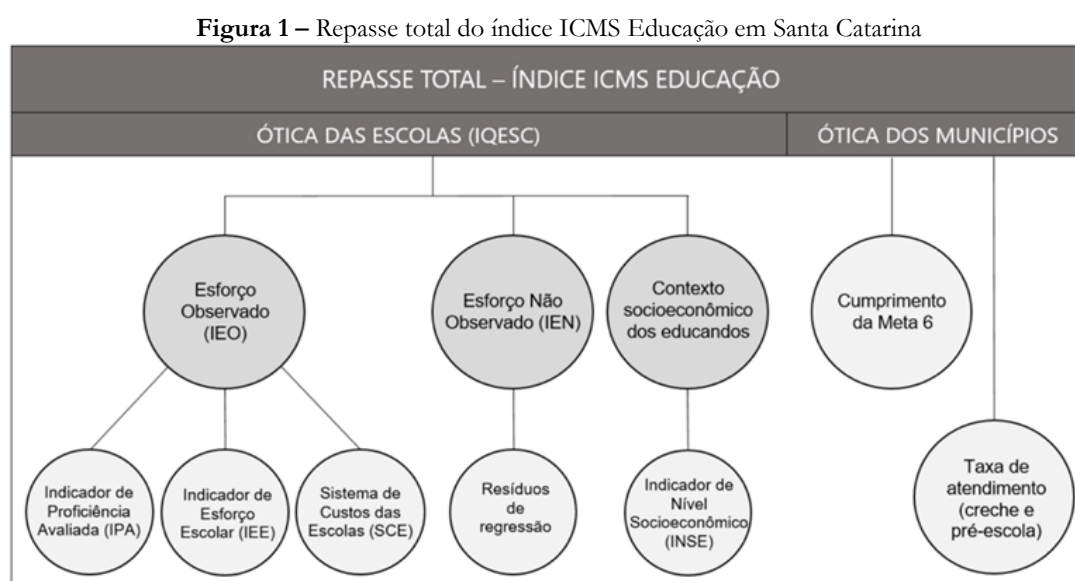 Figura 1 – Repasse total do índice ICMS Educação em Santa Catarina
REPASSE TOTAL – ÍNDICE ICMS EDUCAÇÃO
ÓTICA DAS ESCOLAS (IQESC)
ÓTICA DOS MUNICÍPIOS
Esforço
Observado
(IEO)
Esforço Não
Observado (IEN)
Contexto
socioeconômico
dos educandos
Cumprimento
da Meta 6
Indicador de
Proficiência
Avaliada (IPA)
Indicador de
Esforço
Escolar (IEE)
Sistema de
Custos das
Escolas (SCE)
Resíduos
de
regressão
Indicador de
Nível
Socioeconômico
(INSE)
Taxa de
atendimento
(creche e
pré-escola)